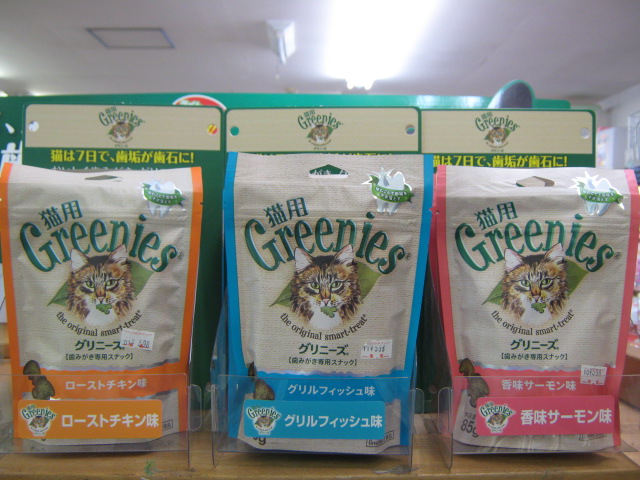 猫用
Greenies
猫は7日で、歯垢が歯石に!
猫用
Greenies
the original smart-treat
グリニーズ
【歯みがき専用スナック】
ローストチキン味
ローストチキン味
猫用
Greenies
猫用
Greenies®
the original smart-treat!
グリニーズ®
【歯みがき専用スナック】
グリルフィッシュ味
グリルフィッシュ味
猫用
Greenies
猫は7日で、歯垢が歯石に!
猫用
Greenies
the original smart-treat!
グリニーズ
【歯みがき専用スナック】
香味サーモン味
85g
香味サーモン味